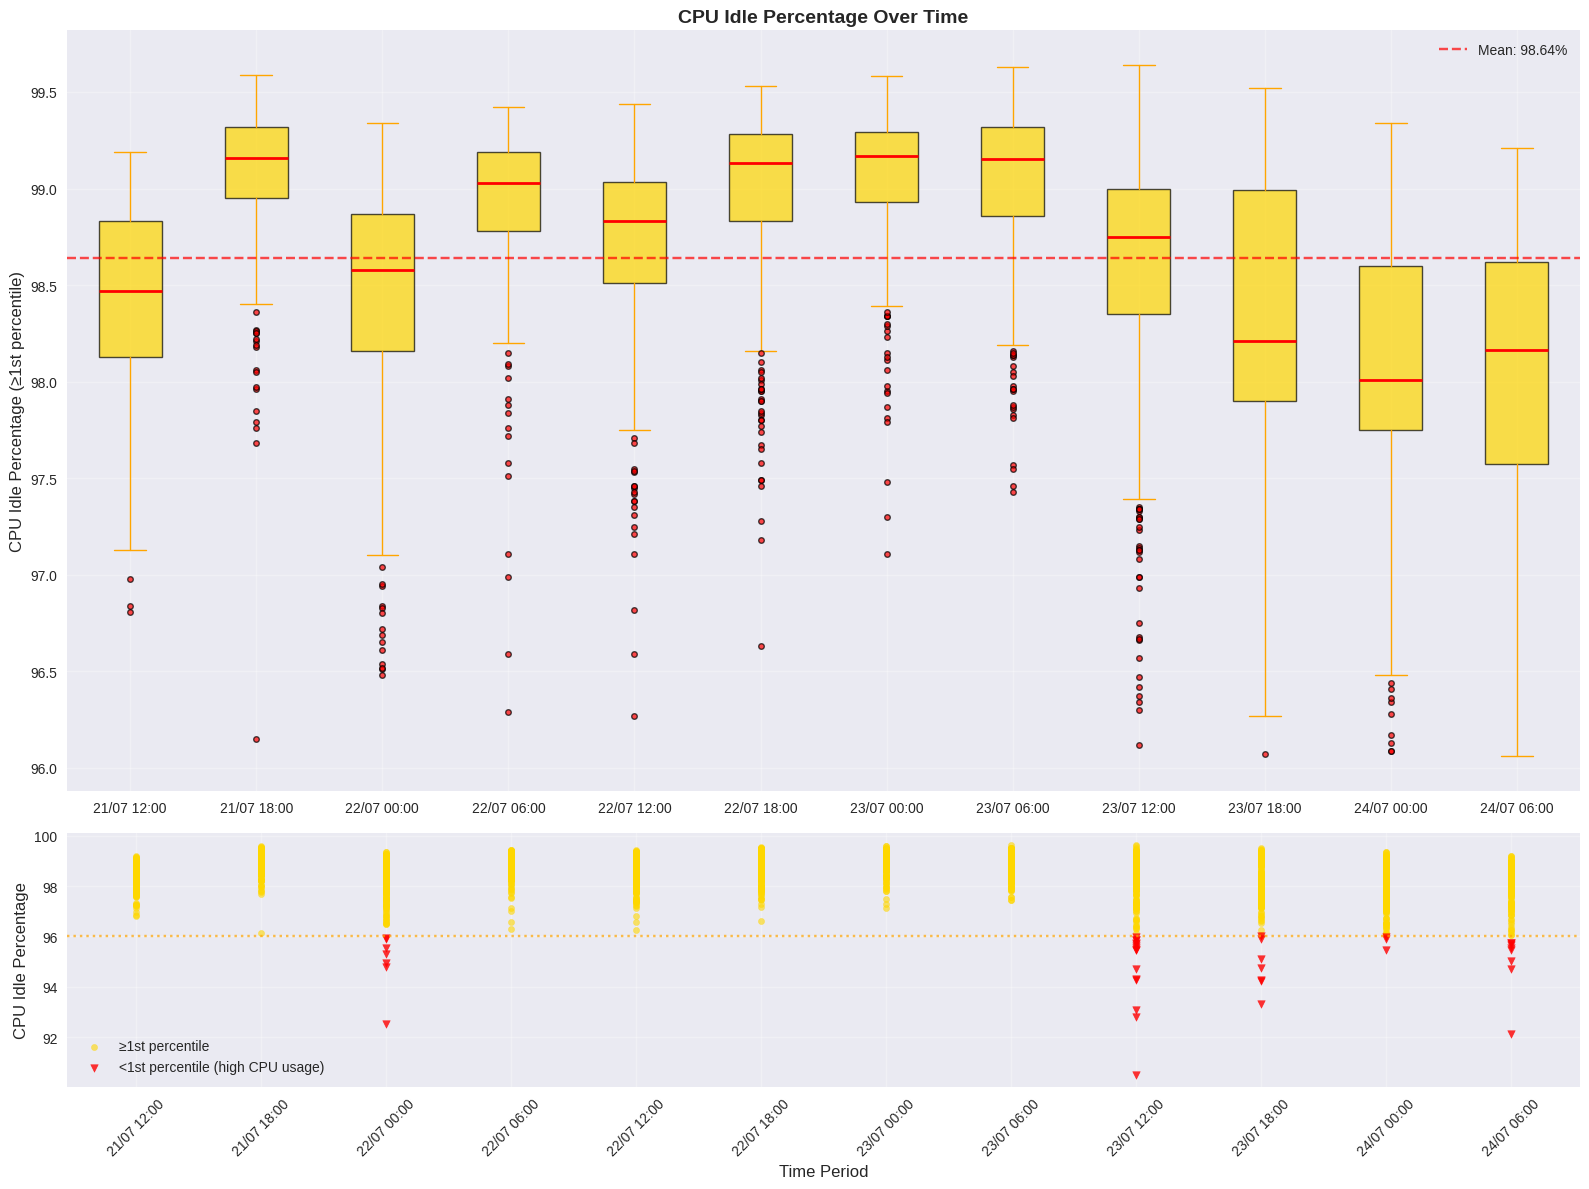 CPU Idle Percentage Over Time
Mean: 98.64%
CPU Idle Percentage (≥1st percentile)
99.5
99.0
98.5
98.0
97.5
97.0
96.5
96.0
21/07 12:00 21/07 18:00 22/07 00:00 22/07 06:00 22/07 12:00 22/07 18:00 23/07 00:00 23/07 06:00 23/07 12:00 23/07 18:00 24/07 00:00 24/07 06:00
CPU Idle Percentage
100
98
96
94
92
≥1st percentile
<1st percentile (high CPU usage)
21/07 12:00 21/07 18:00 22/07 00:00 22/07 06:00 22/07 12:00 22/07 18:00 23/07 00:00 23/07 06:00 23/07 12:00 23/07 18:00 24/07 00:00 24/07 06:00
Time Period